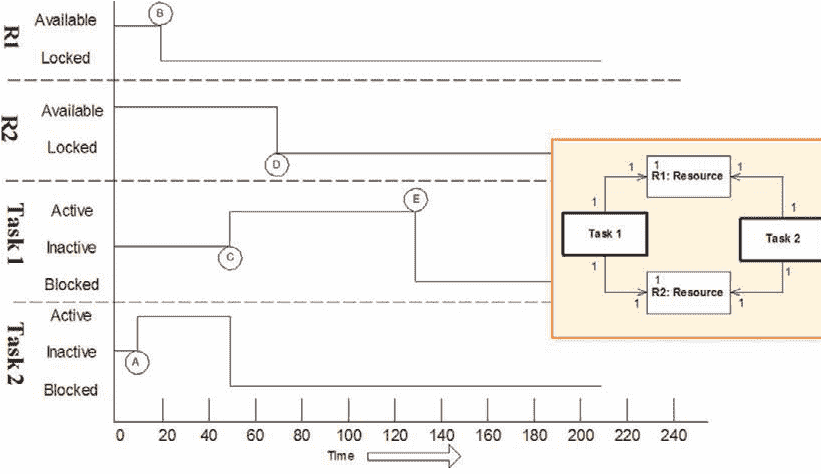 B
R1
Available
Locked
R2
Available
Locked
D
Task 1
Active
Inactive
Blocked
E
C
Task 2
Active
Inactive
Blocked
A
1
1 R1: Resource 1
1
1
Task 1
Task 2
1
1
1
R2: Resource
1
1
0 20 40 60 80 100 120 140 160 180 200 220 240
Time